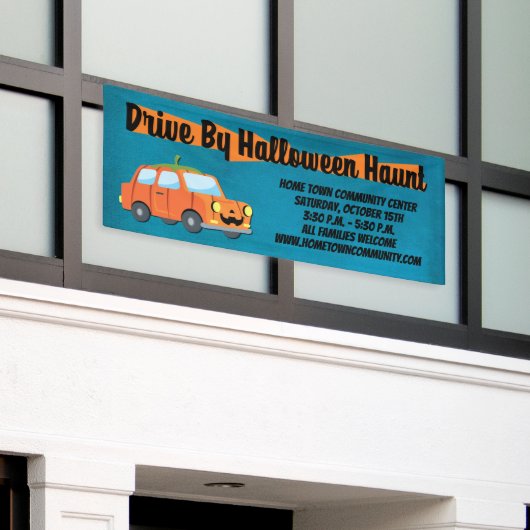 Drive By Halloween Haunt
HOME TOWN COMMUNITY CENTER
SATURDAY, OCTOBER 15TH
3:30 P.M. - 5:30 P.M.
ALL FAMILIES WELCOME
WWW.HOMETOWNCOMMUNITY.COM